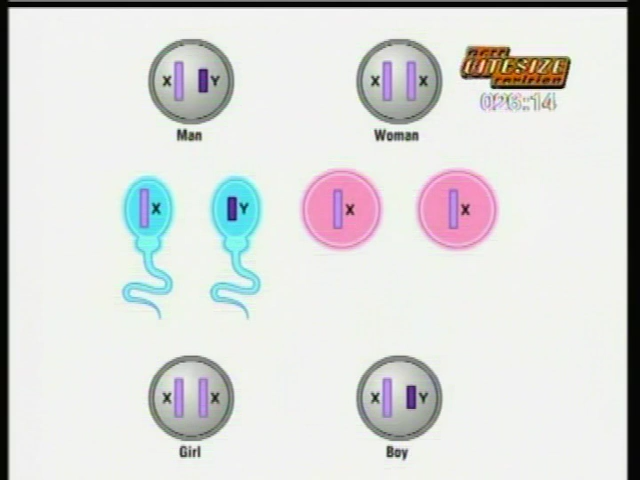 X Y X X
Man Woman
BITESIZE
revision
026:14
X Y X X
X X X Y
Girl Boy